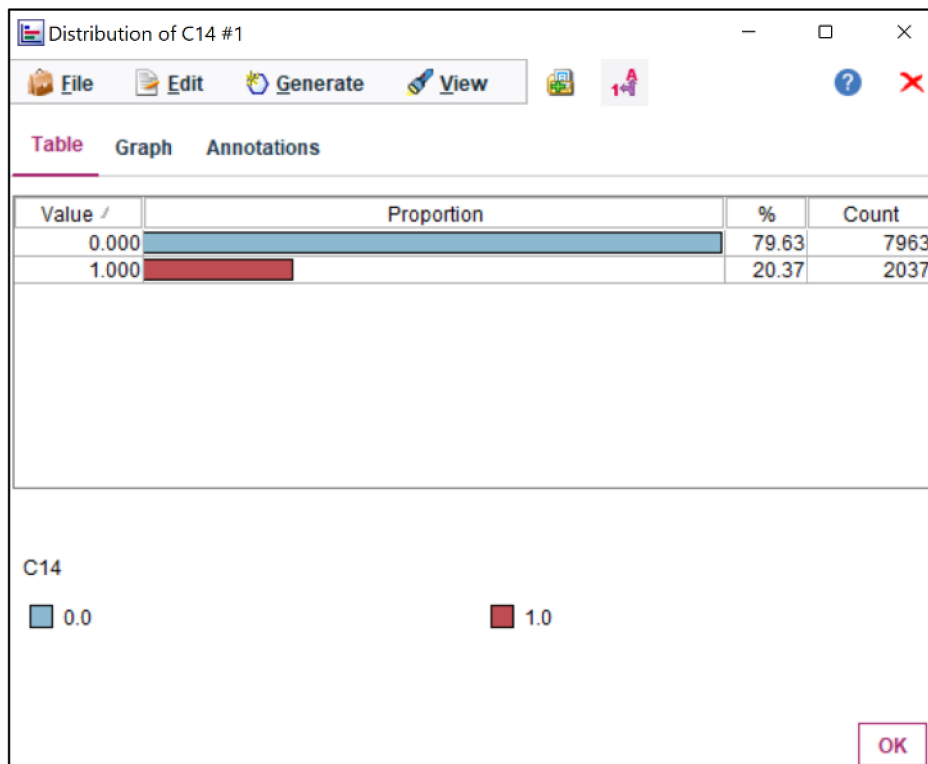 Distribution of C14 #1
File Edit Generate View
Table Graph Annotations
Value Proportion % Count
0.000 79.63 7963
1.000 20.37 2037
C14
0.0 1.0
OK